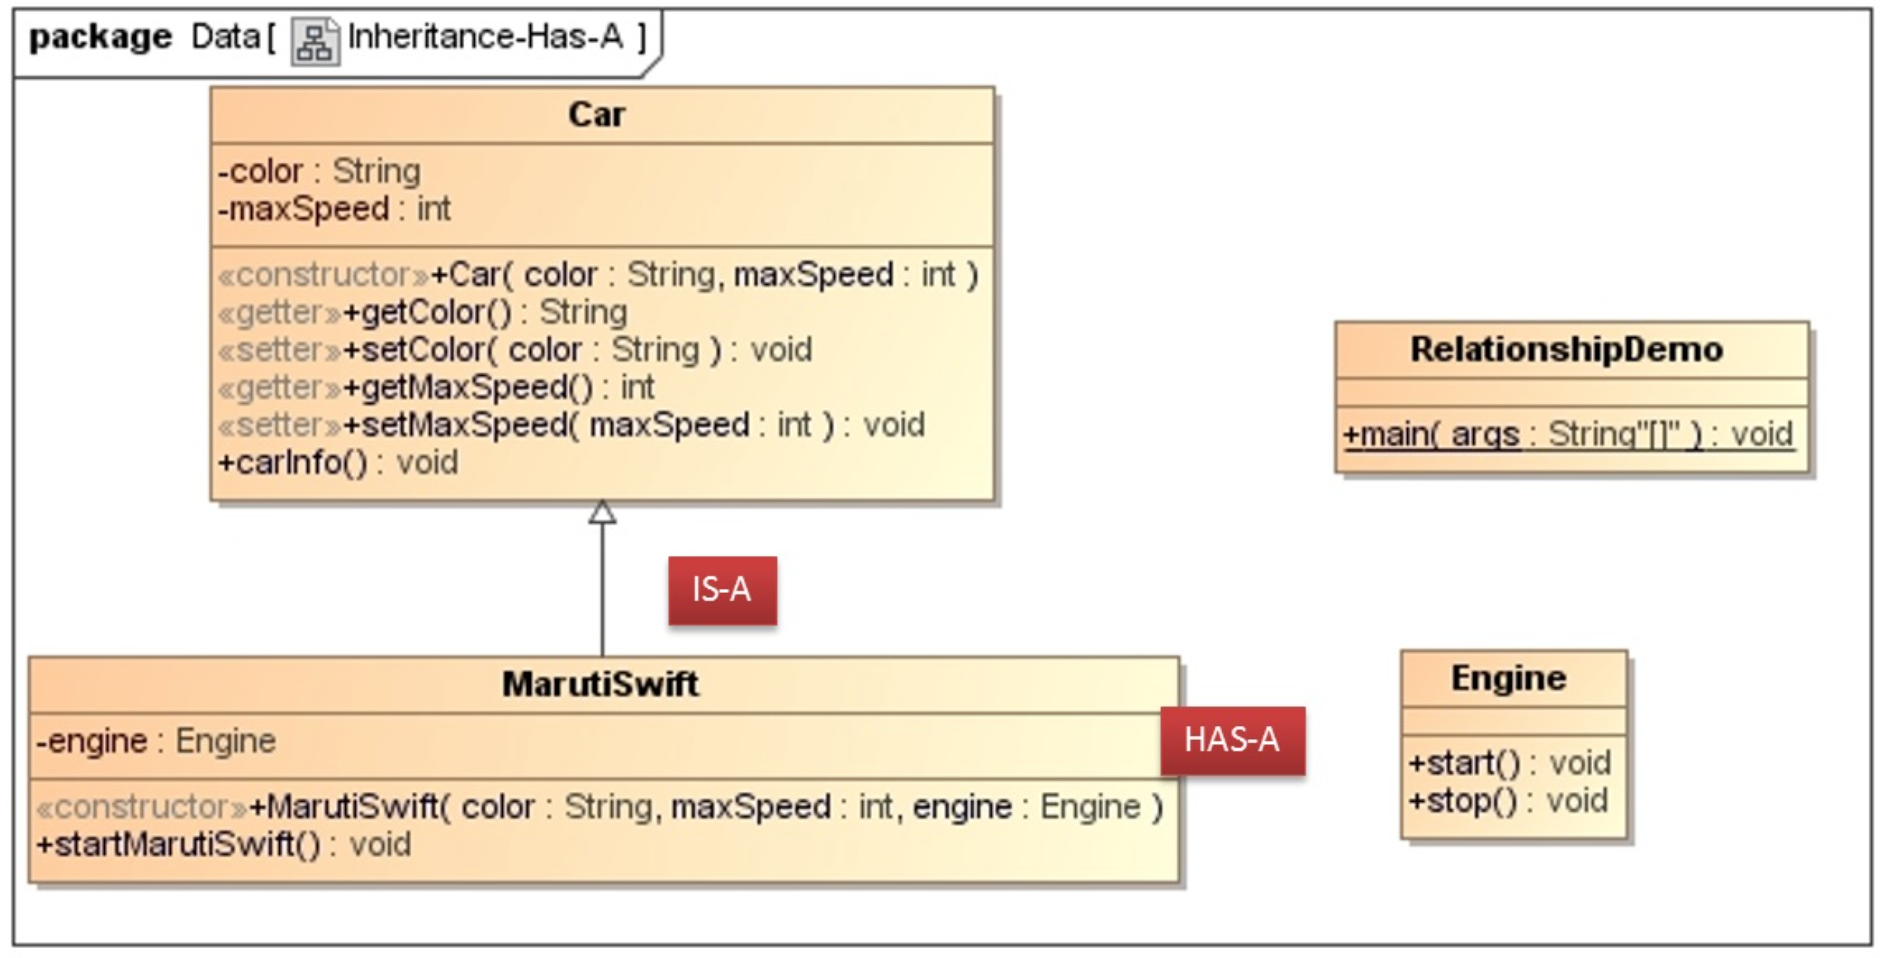 package Data[ Inheritance-Has-A ]
Car
-color : String
-maxSpeed : int
«constructor»+Car( color : String, maxSpeed : int )
«getter»+getColor() : String
«setter»+setColor( color : String ) : void
«getter»+getMaxSpeed() : int
«setter»+setMaxSpeed( maxSpeed : int ) : void
+carInfo() : void
RelationshipDemo
+main( args : String"[]" ) : void
IS-A
MarutiSwift
-engine : Engine
«constructor»+MarutiSwift( color : String, maxSpeed : int, engine : Engine )
+startMarutiSwift() : void
HAS-A
Engine
+start() : void
+stop() : void